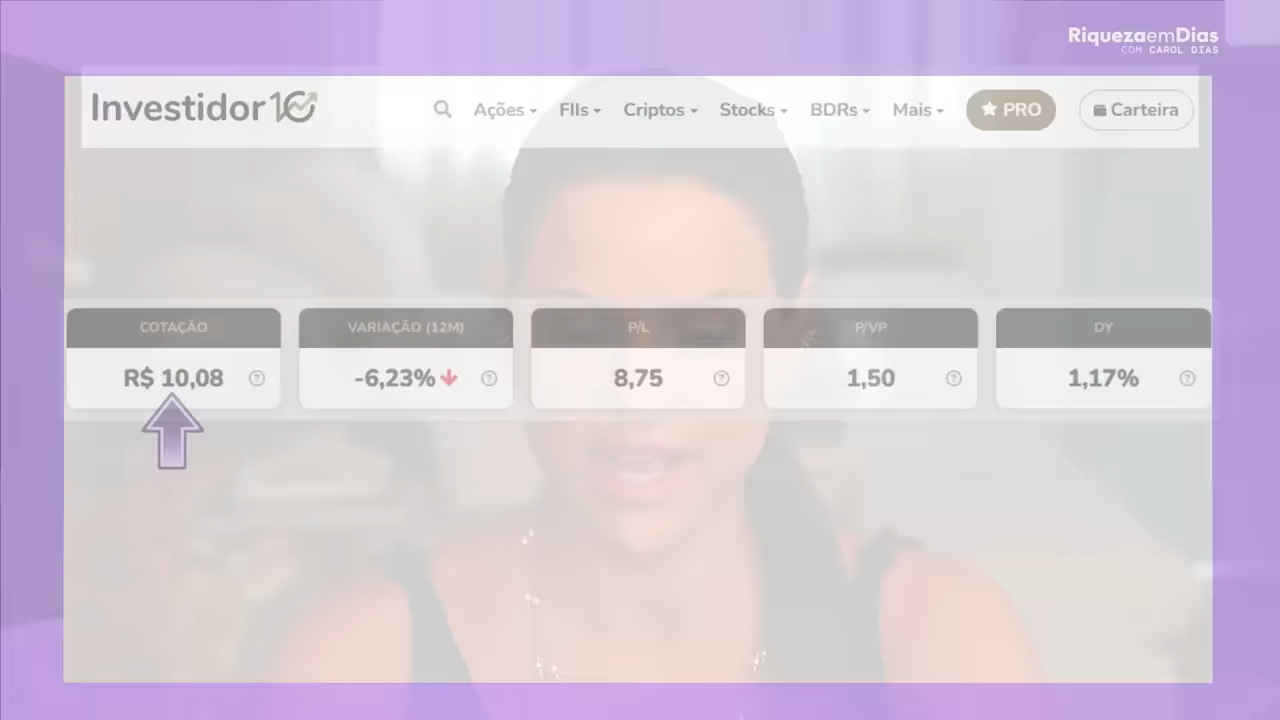 RiquezaemDias
COM CAROL DIAS
Investidor10
Ações FIIs Criptos Stocks BDRs Mais PRO Carteira
COTAÇÃO VARIAÇÃO (12M) P/L P/VP DY
R$ 10,08 ? -6,23% ? 8,75 ? 1,50 ? 1,17% ?